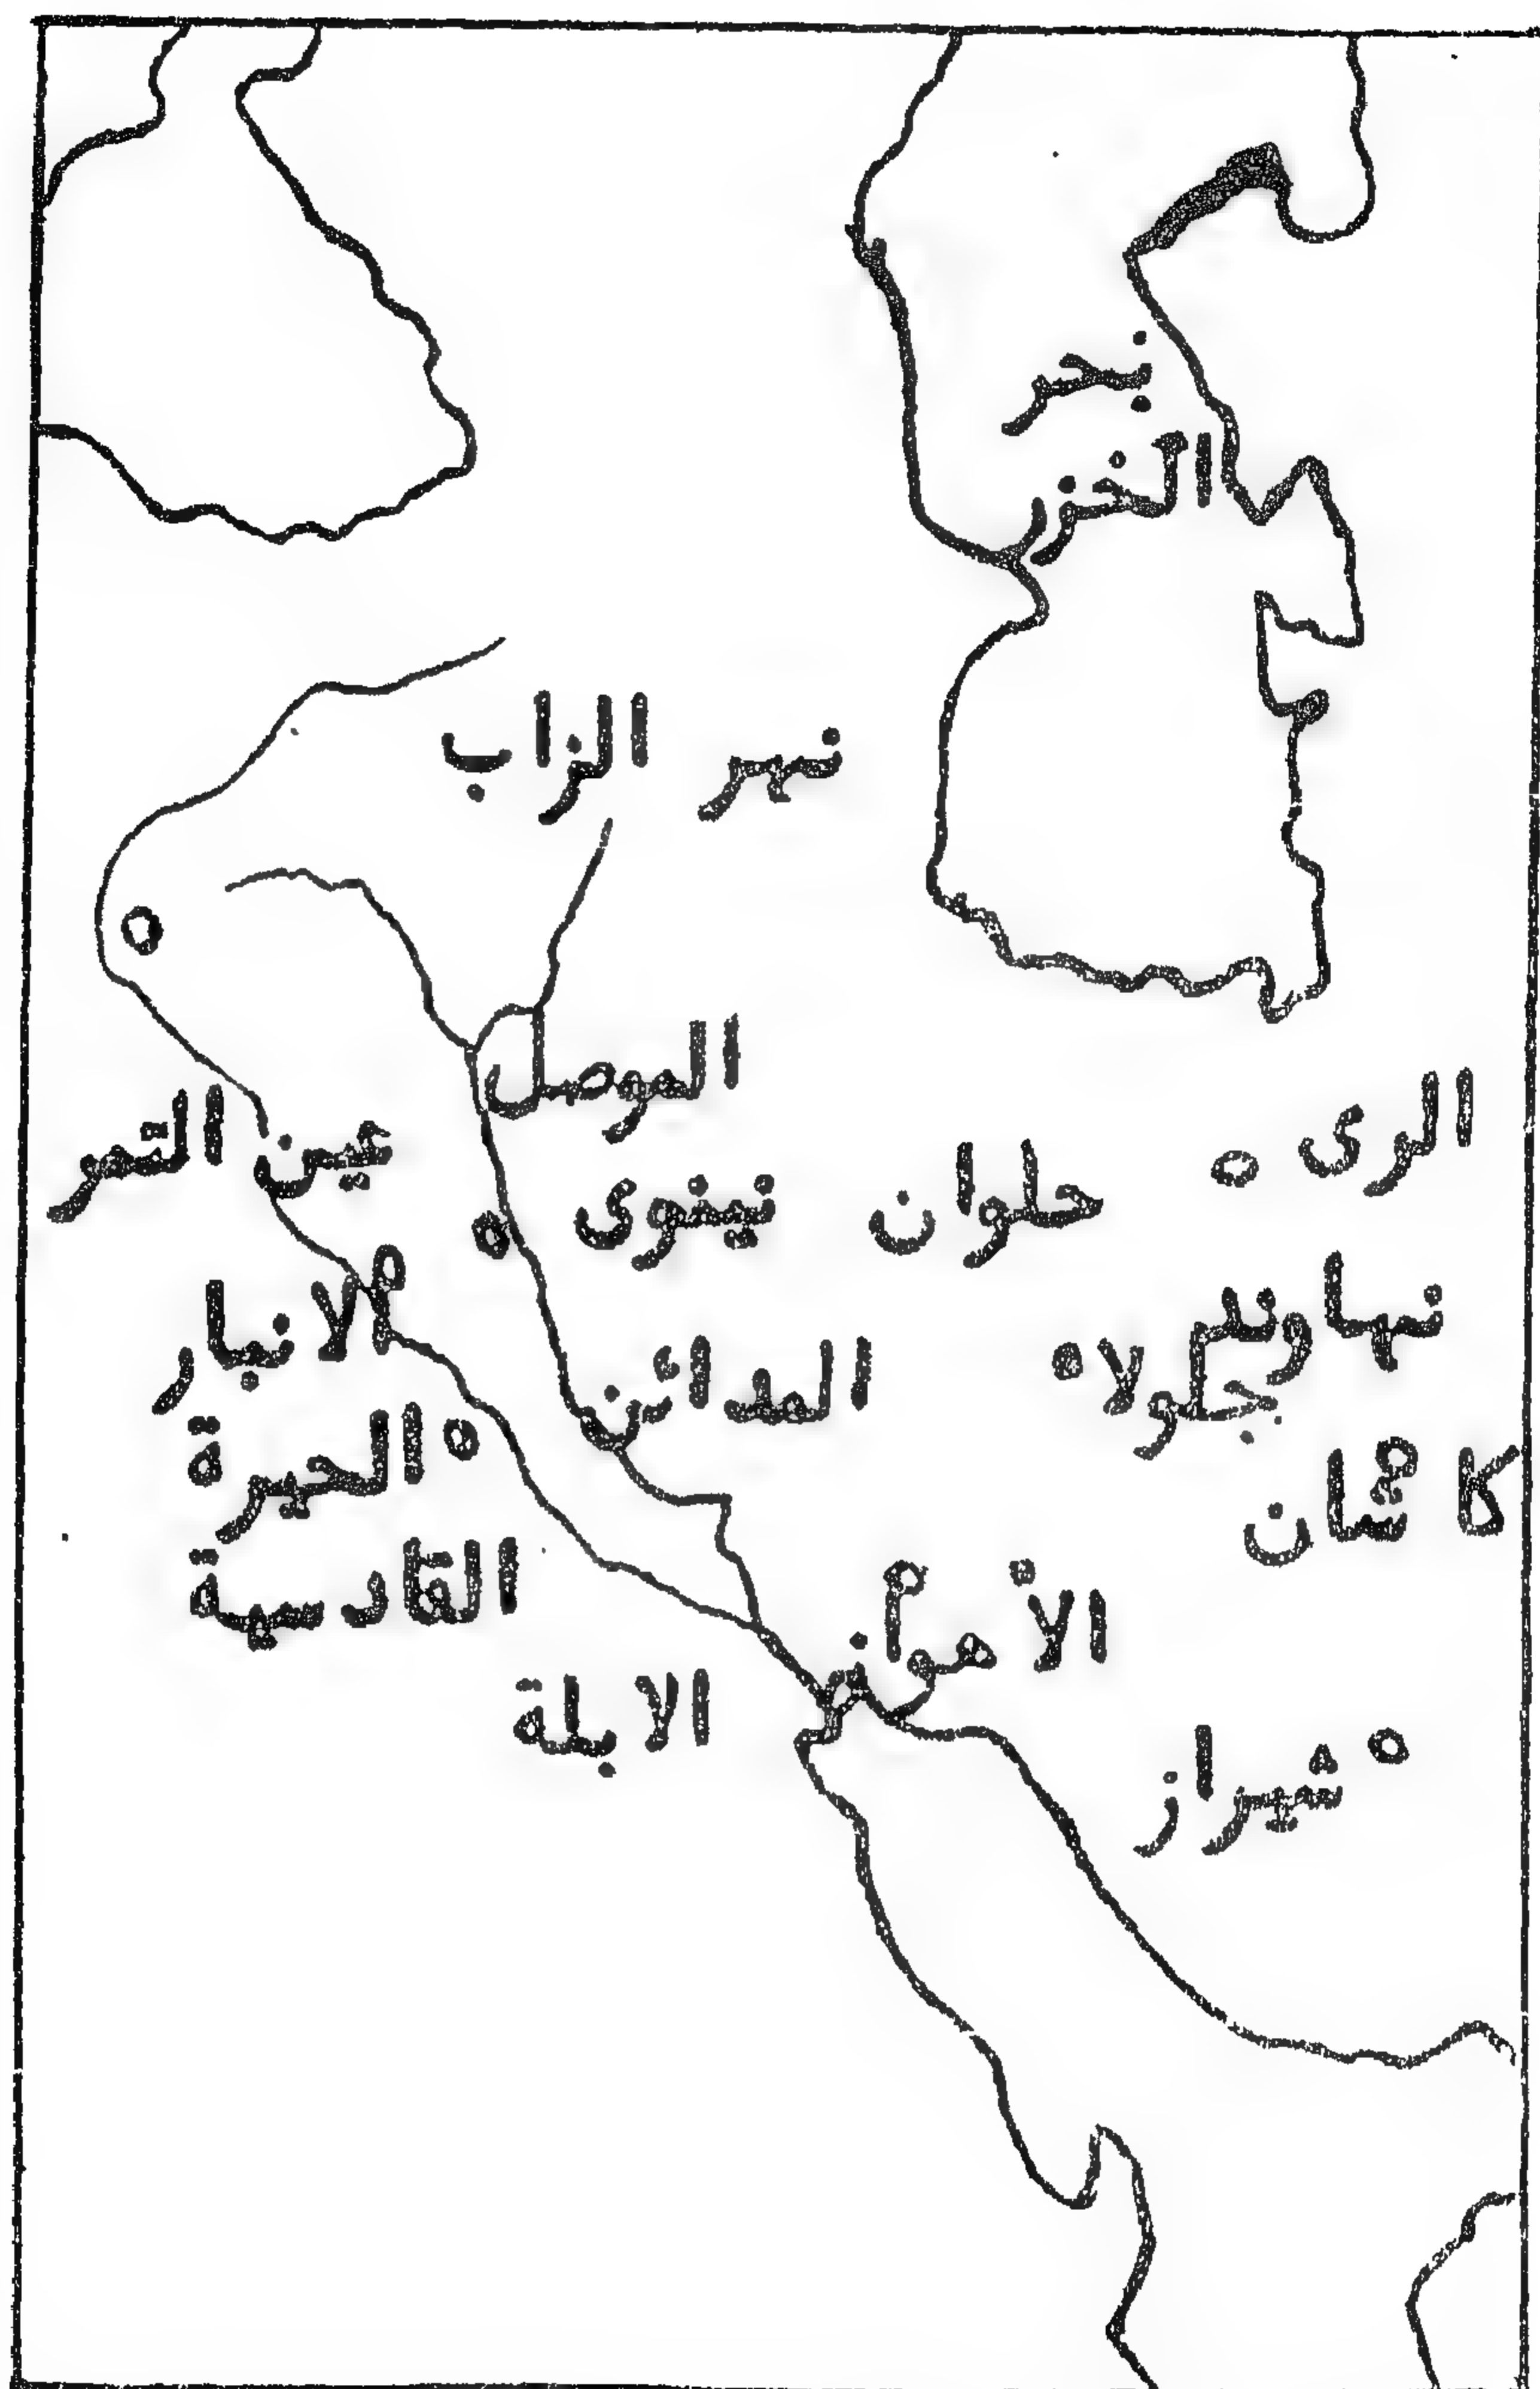 بحر
الخزر
نهر الزاب
الموصل
الرى
عين التمر
نينوى
حلوان
نهاوند
الانبار
المدائن
جلولا
الحيرة
كاشان
القادسية
الأهواز
الابلة
شيراز